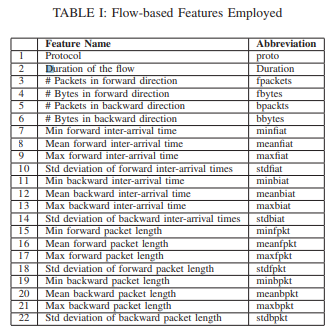 TABLE I: Flow-based Features Employed
Feature Name Abbreviation
1 Protocol proto
2 Duration of the flow Duration
3 # Packets in forward direction fpackets
4 # Bytes in forward direction fbytes
5 # Packets in backward direction bpackts
6 # Bytes in backward direction bbytes
7 Min forward inter-arrival time minfiat
8 Mean forward inter-arrival time meanfiat
9 Max forward inter-arrival time maxfiat
10 Std deviation of forward inter-arrival times stdfiat
11 Min backward inter-arrival time minbiat
12 Mean backward inter-arrival time meanbiat
13 Max backward inter-arrival time maxbiat
14 Std deviation of backward inter-arrival times stdbiat
15 Min forward packet length minfpkt
16 Mean forward packet length meanfpkt
17 Max forward packet length maxfpkt
18 Std deviation of forward packet length stdfpkt
19 Min backward packet length minbpkt
20 Mean backward packet length meanbpkt
21 Max backward packet length maxbpkt
22 Std deviation of backward packet length stdbpkt